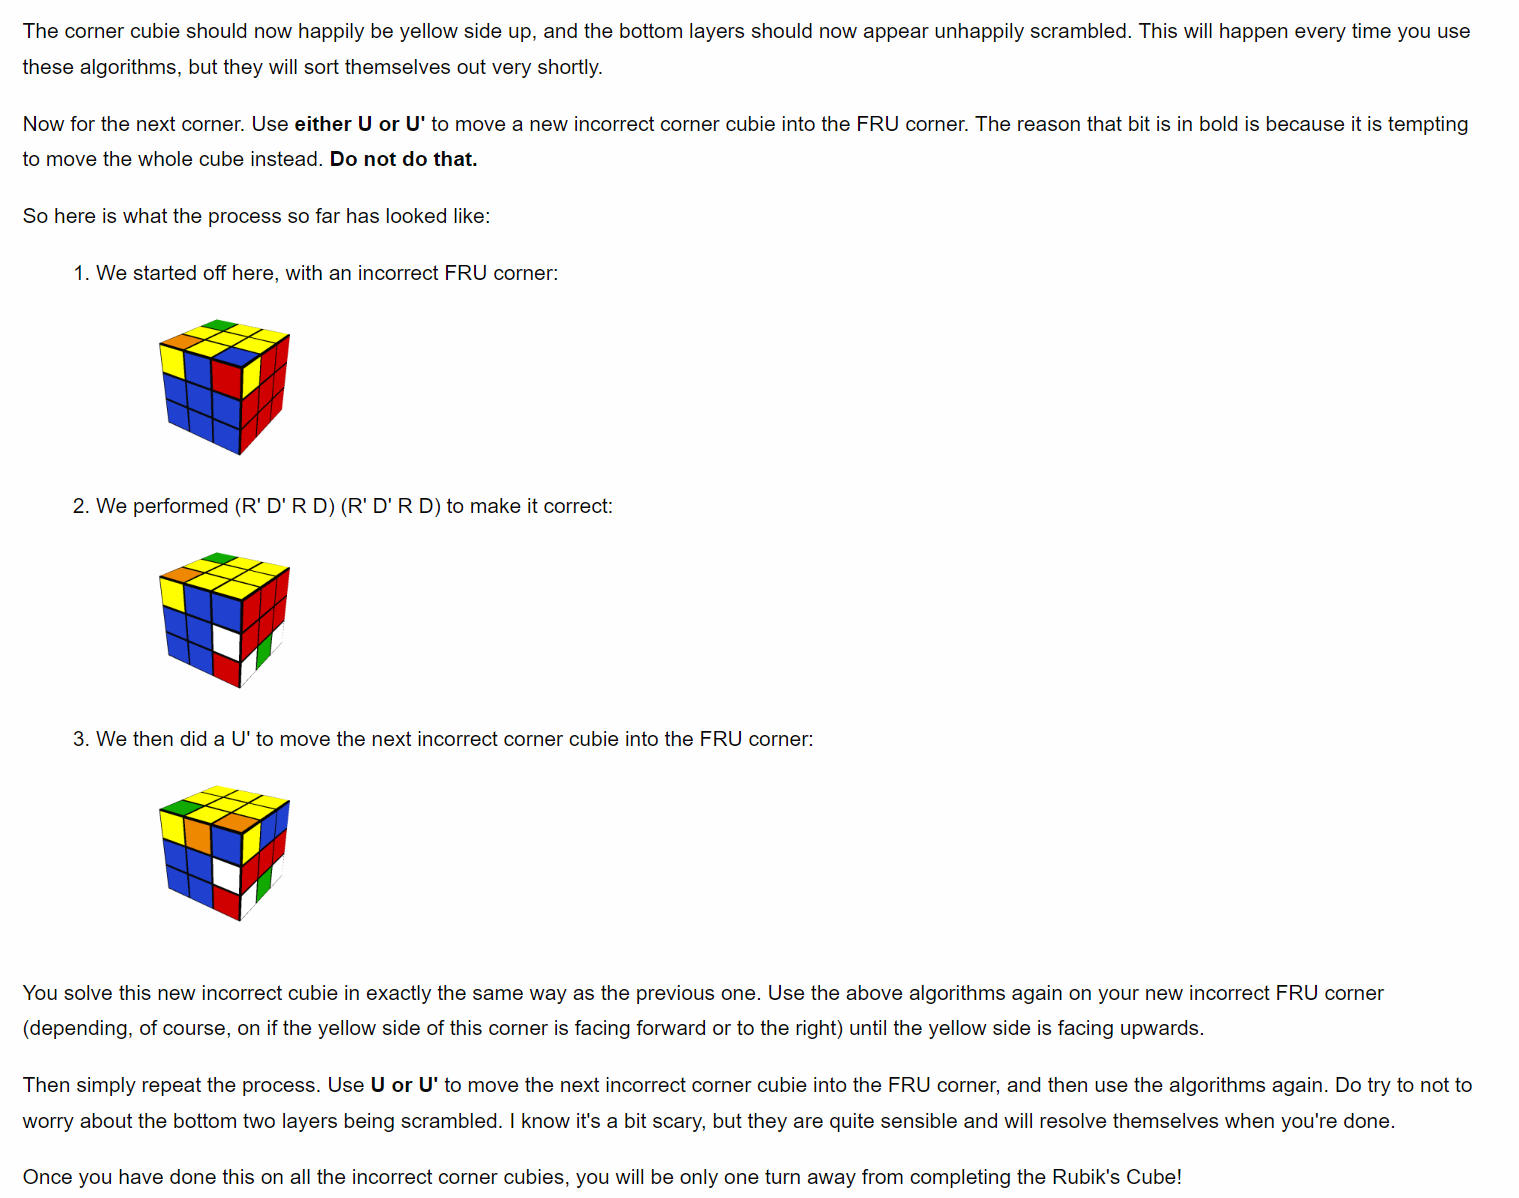 The corner cubie should now happily be yellow side up, and the bottom layers should now appear unhappily scrambled. This will happen every time you use
these algorithms, but they will sort themselves out very shortly.
Now for the next corner. Use either U or U' to move a new incorrect corner cubie into the FRU corner. The reason that bit is in bold is because it is tempting
to move the whole cube instead. Do not do that.
So here is what the process so far has looked like:
1. We started off here, with an incorrect FRU corner:
2. We performed (R' D' R D) (R' D' R D) to make it correct:
3. We then did a U' to move the next incorrect corner cubie into the FRU corner:
You solve this new incorrect cubie in exactly the same way as the previous one. Use the above algorithms again on your new incorrect FRU corner
(depending, of course, on if the yellow side of this corner is facing forward or to the right) until the yellow side is facing upwards.
Then simply repeat the process. Use U or U' to move the next incorrect corner cubie into the FRU corner, and then use the algorithms again. Do try to not to
worry about the bottom two layers being scrambled. I know it's a bit scary, but they are quite sensible and will resolve themselves when you're done.
Once you have done this on all the incorrect corner cubies, you will be only one turn away from completing the Rubik's Cube!